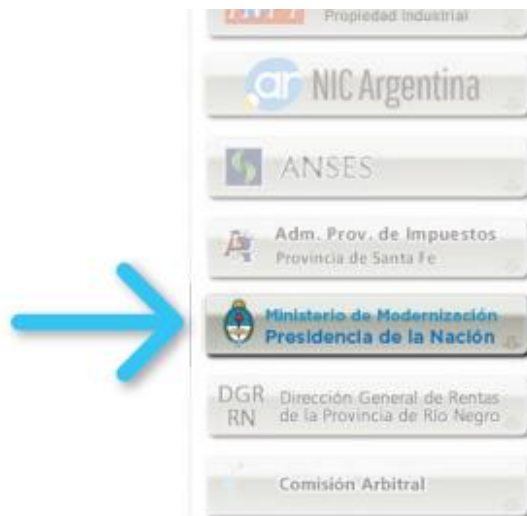 Propiedad Industrial
.ar NIC Argentina
ANSES
Adm. Prov. de Impuestos
Provincia de Santa Fe
Ministerio de Modernización
Presidencia de la Nación
DGR Dirección General de Rentas
RN de la Provincia de Río Negro
Comisión Arbitral